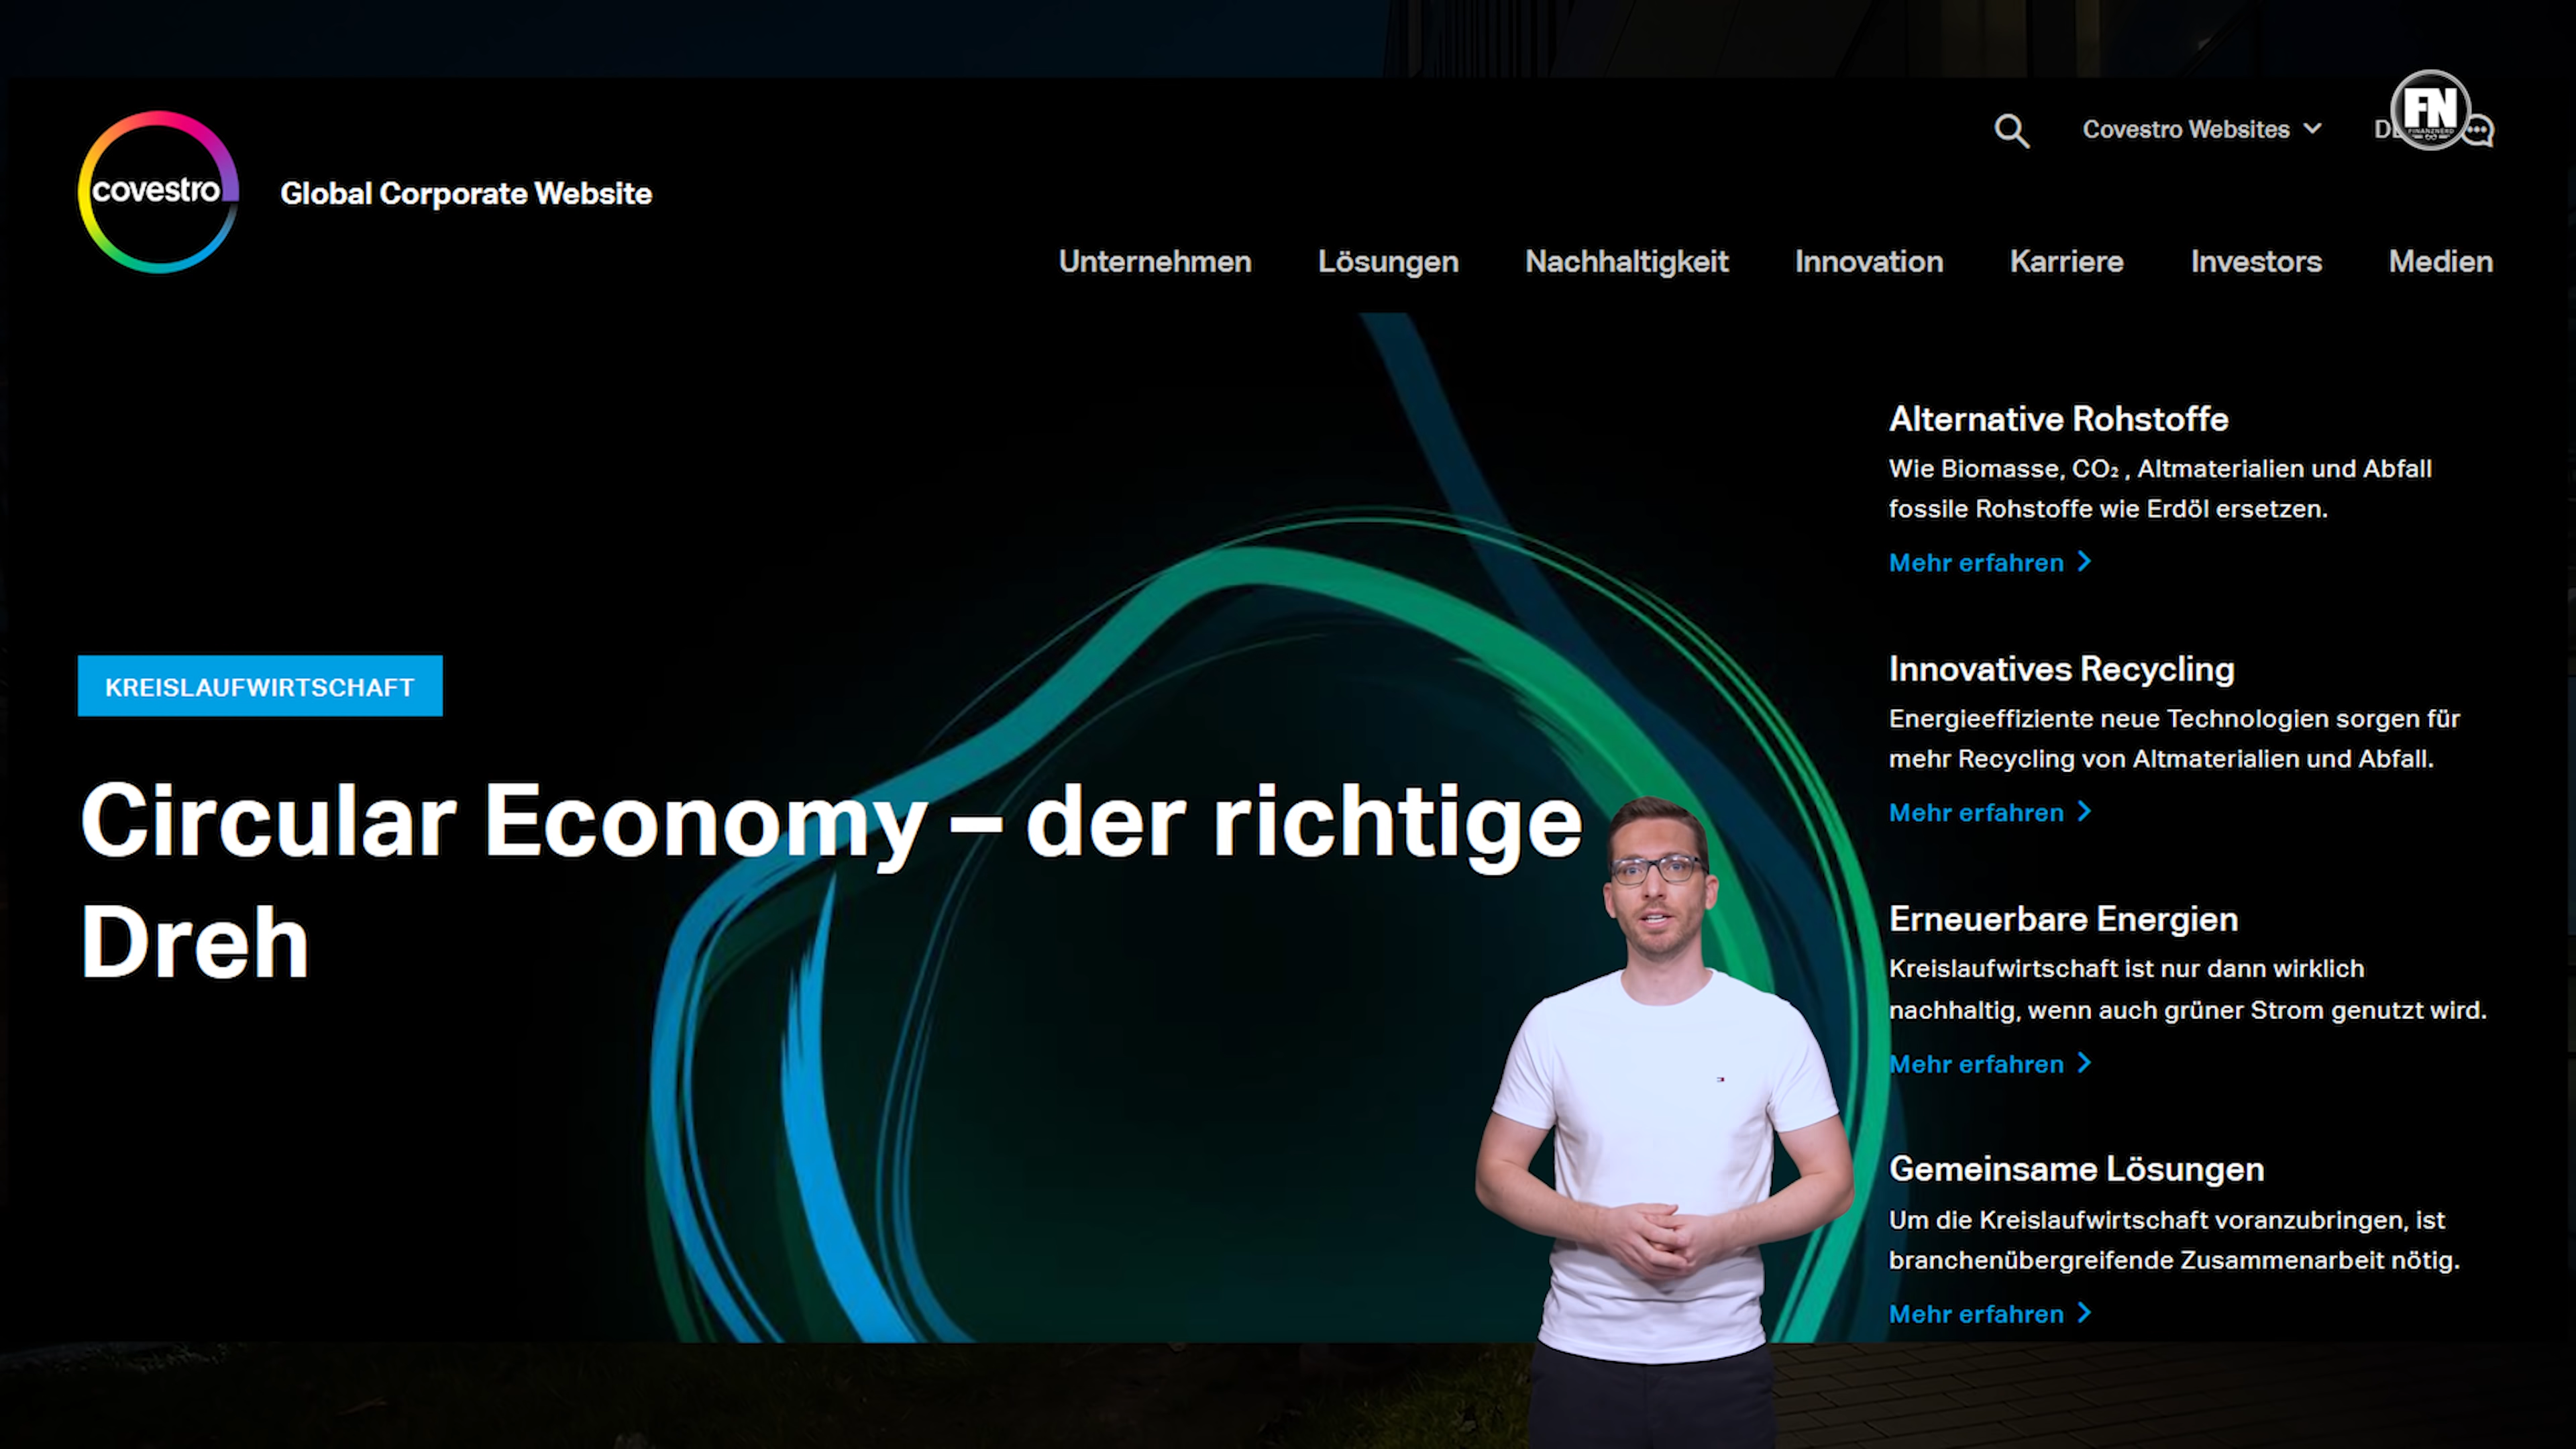 covestro
Global Corporate Website
Covestro Websites
FN
FINANZNERD
Unternehmen
Lösungen
Nachhaltigkeit
Innovation
Karriere
Investors
Medien
KREISLAUFWIRTSCHAFT
Circular Economy – der richtige
Dreh
Alternative Rohstoffe
Wie Biomasse, CO₂ , Altmaterialien und Abfall
fossile Rohstoffe wie Erdöl ersetzen.
Mehr erfahren
Innovatives Recycling
Energieeffiziente neue Technologien sorgen für
mehr Recycling von Altmaterialien und Abfall.
Mehr erfahren
Erneuerbare Energien
Kreislaufwirtschaft ist nur dann wirklich
nachhaltig, wenn auch grüner Strom genutzt wird.
Mehr erfahren
Gemeinsame Lösungen
Um die Kreislaufwirtschaft voranzubringen, ist
branchenübergreifende Zusammenarbeit nötig.
Mehr erfahren